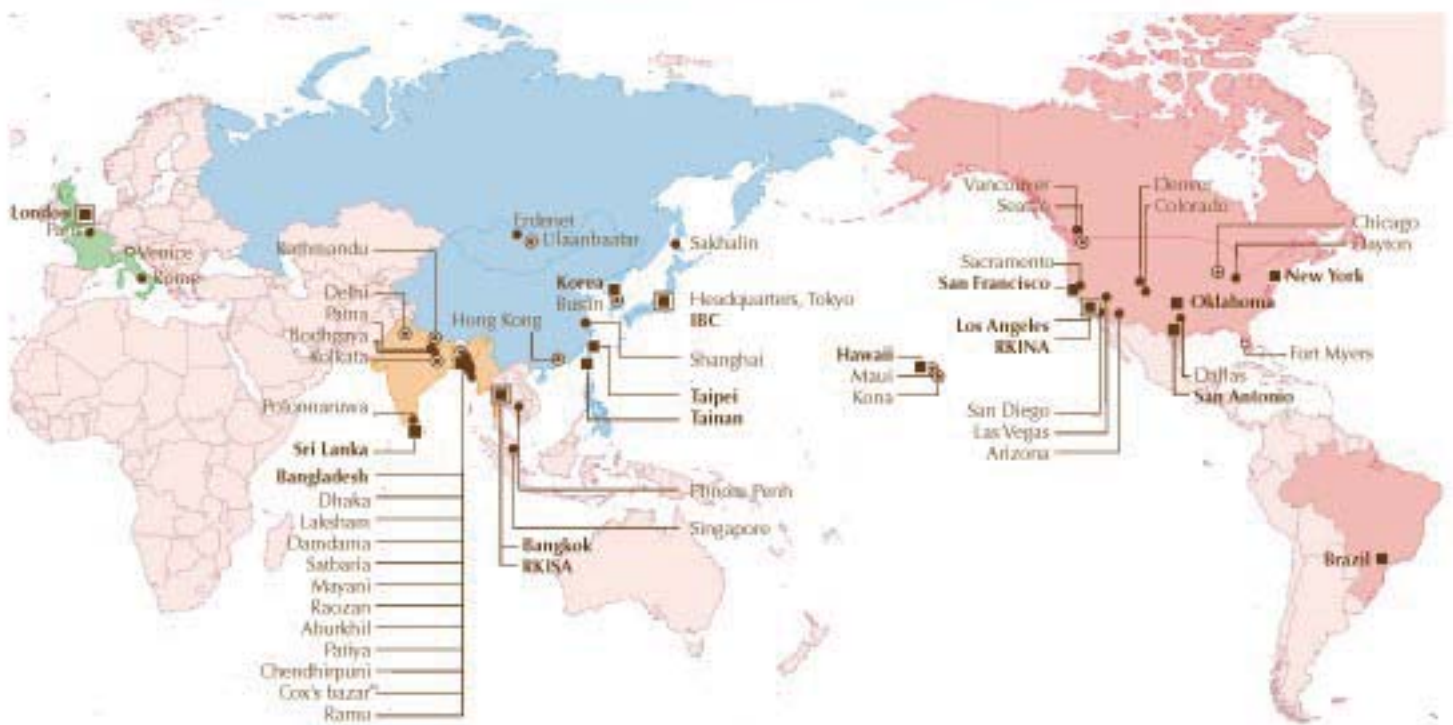 London
Paris
Venice
Rome
Kathmandu
Delhi
Patna
Bodhgaya
Kolkata
Polonnaruwa
Sri Lanka
Bangladesh
Dhaka
Laksham
Damdama
Satbaria
Mayani
Raozan
Aburkhil
Patiya
Chendhirpuni
Cox's bazar
Ramu
Erdenet
Ulaanbaatar
Sakhalin
Korea
Busan
Hong Kong
Headquarters, Tokyo
IBC
Shanghai
Taipei
Tainan
Phnom Penh
Singapore
Bangkok
RKISA
Hawaii
Maui
Kona
Vancouver
Seattle
Sacramento
San Francisco
Los Angeles
RKINA
San Diego
Las Vegas
Arizona
Denver
Colorado
Chicago
Dayton
New York
Oklahoma
Fort Myers
Dallas
San Antonio
Brazil